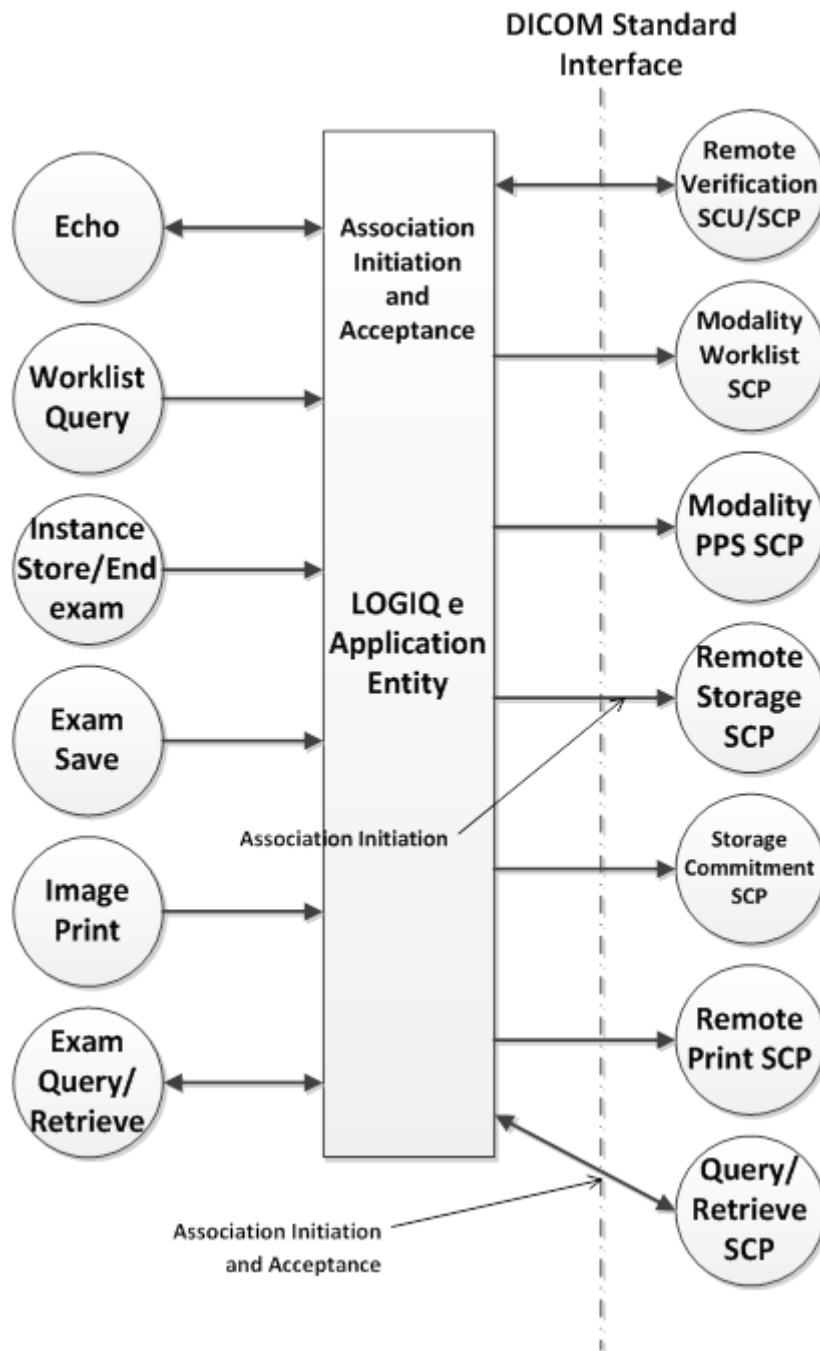 DICOM Standard
Interface
Echo
Worklist
Query
Instance
Store/End
exam
Exam
Save
Image
Print
Exam
Query/
Retrieve
Association
Initiation
and
Acceptance
LOGIQ e
Application
Entity
Association Initiation
Association Initiation
and Acceptance
Remote
Verification
SCU/SCP
Modality
Worklist
SCP
Modality
PPS SCP
Remote
Storage
SCP
Storage
Commitment
SCP
Remote
Print SCP
Query/
Retrieve
SCP